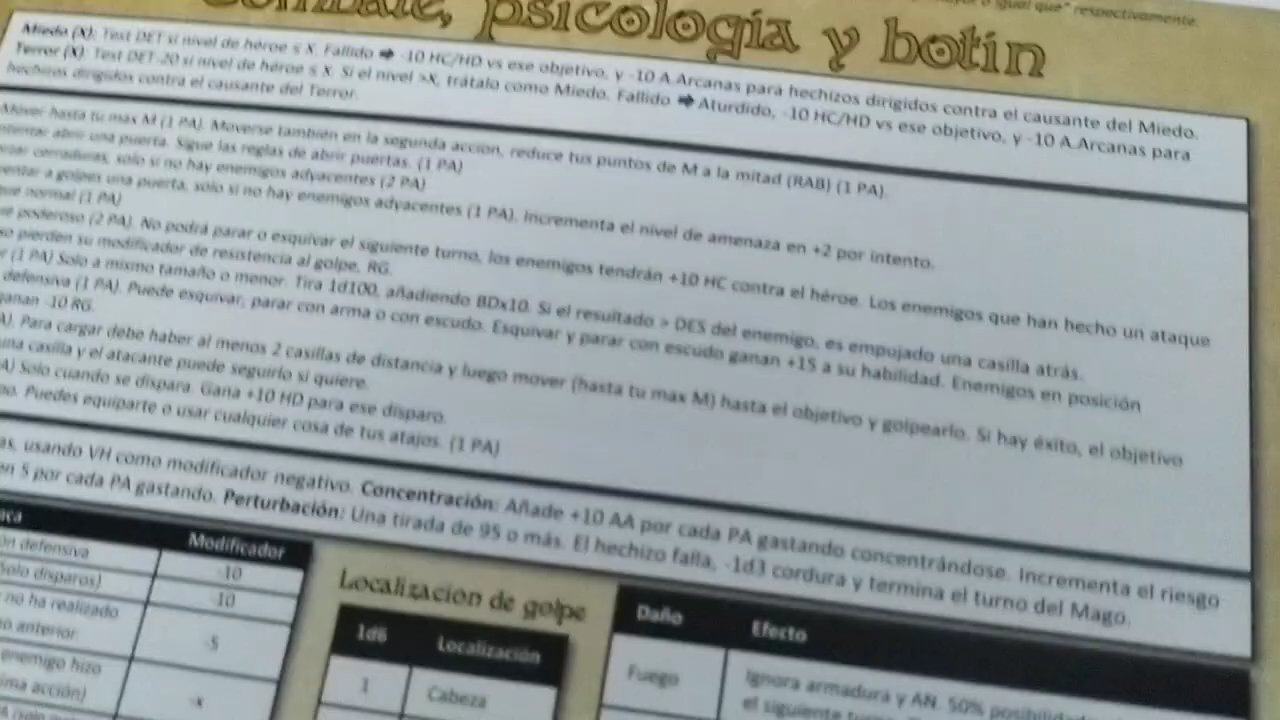 mayor o igual que" respectivamente.
Combate, psicología y botín
Miedo (X): Test DET si nivel de héroe ≤ X. Fallido ➡ -10 HC/HD vs ese objetivo, y -10 A.Arcanas para hechizos dirigidos contra el causante del Miedo.
Terror (X): Test DET-20 si nivel de héroe ≤ X. Si el nivel >X, trátalo como Miedo. Fallido ➡ Aturdido, -10 HC/HD vs ese objetivo, y -10 A.Arcanas para
hechizos dirigidos contra el causante del Terror.
Mover hasta tu max M (1 PA). Moverse también en la segunda acción, reduce tus puntos de M a la mitad (RAB) (1 PA).
intentar abrir una puerta. Sigue las reglas de abrir puertas. (1 PA)
cerraduras, solo si no hay enemigos adyacentes (2 PA)
a golpes una puerta, solo si no hay enemigos adyacentes (1 PA). Incrementa el nivel de amenaza en +2 por intento.
normal (1 PA)
poderoso (2 PA). No podrá parar o esquivar el siguiente turno, los enemigos tendrán +10 HC contra el héroe. Los enemigos que han hecho un ataque
pierden su modificador de resistencia al golpe, RG.
(1 PA) Solo a mismo tamaño o menor. Tira 1d100, añadiendo BDx10. Si el resultado > DES del enemigo, es empujado una casilla atrás.
defensiva (1 PA). Puede esquivar, parar con arma o con escudo. Esquivar y parar con escudo ganan +15 a su habilidad. Enemigos en posición
ganan -10 RG.
Para cargar debe haber al menos 2 casillas de distancia y luego mover (hasta tu max M) hasta el objetivo y golpearlo. Si hay éxito, el objetivo
una casilla y el atacante puede seguirlo si quiere.
Solo cuando se dispara. Gana +10 HD para ese disparo.
Puedes equiparte o usar cualquier cosa de tus atajos. (1 PA)
usando VH como modificador negativo. Concentración: Añade +10 AA por cada PA gastando concentrándose. Incrementa el riesgo
en 5 por cada PA gastando. Perturbación: Una tirada de 95 o más. El hechizo falla, -1d3 cordura y termina el turno del Mago.
Modificador
defensiva -10
(Solo disparos) -10
no ha realizado
anterior -5
enemigo hizo
acción) -x
Localización de golpe
1d6 Localización
1 Cabeza
Daño Efecto
Fuego Ignora armadura y AN. 50% posibilidad
el siguiente